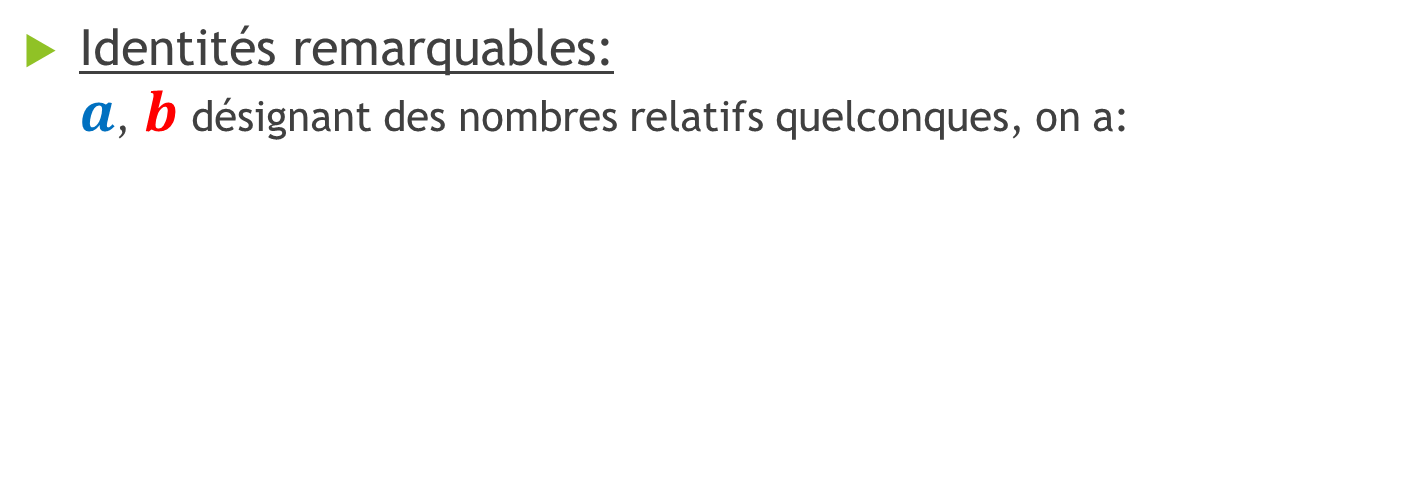 Identités remarquables:
a, b désignant des nombres relatifs quelconques, on a: